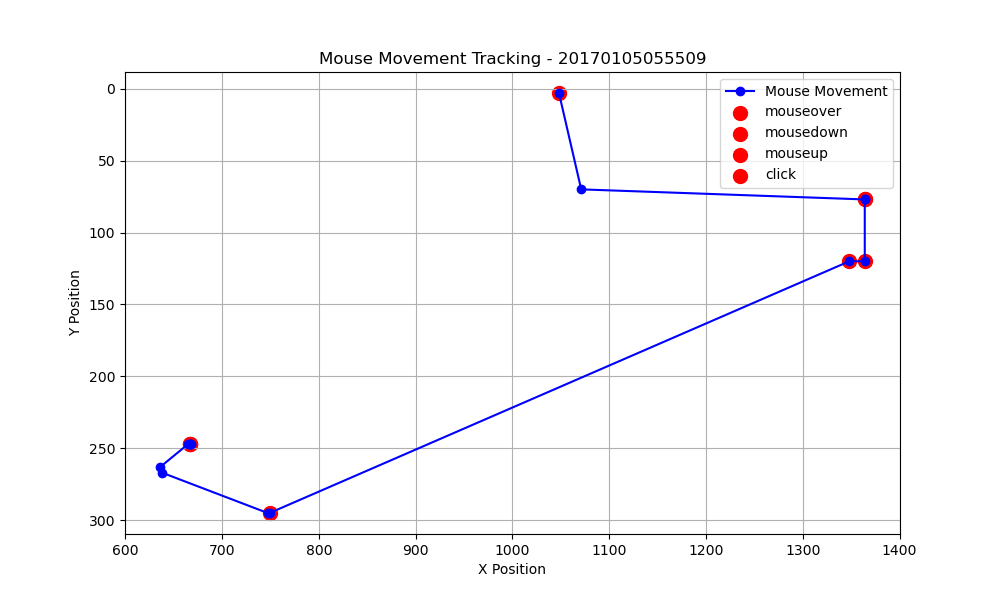 Mouse Movement Tracking - 20170105055509
Mouse Movement
mouseover
mousedown
mouseup
click
0
50
100
150
200
250
300
Y Position
600 700 800 900 1000 1100 1200 1300 1400
X Position